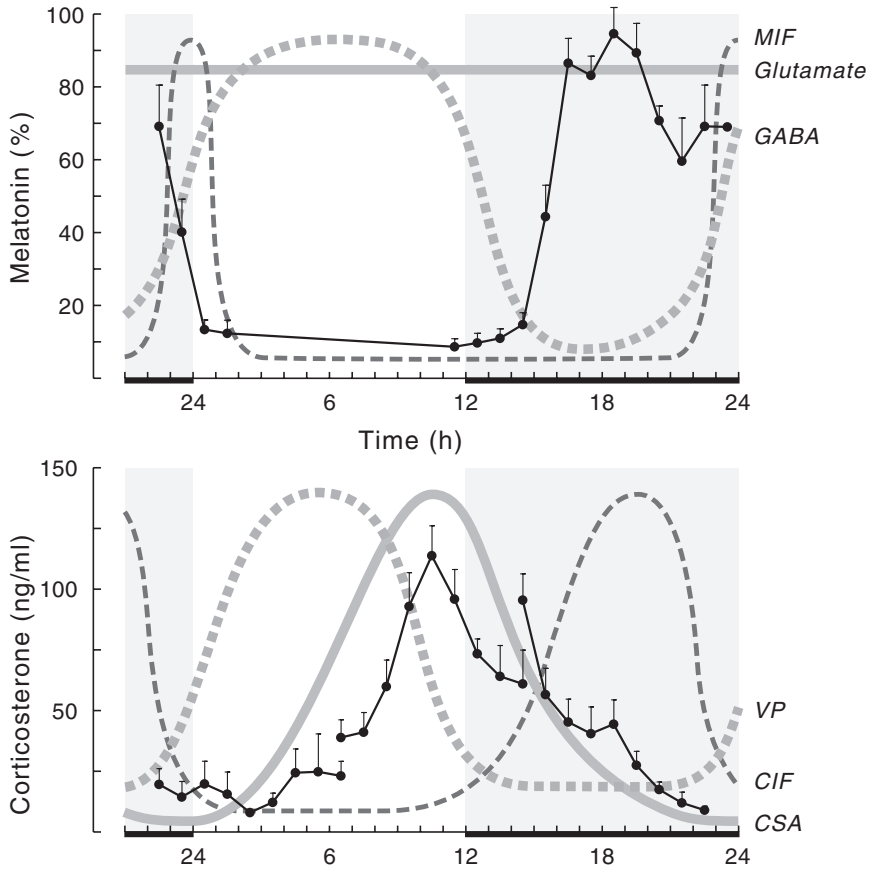 100
80
60
40
20
Melatonin (%)
MIF
Glutamate
GABA
24 6 12 18 24
Time (h)
150
100
50
Corticosterone (ng/ml)
VP
CIF
CSA
24 6 12 18 24